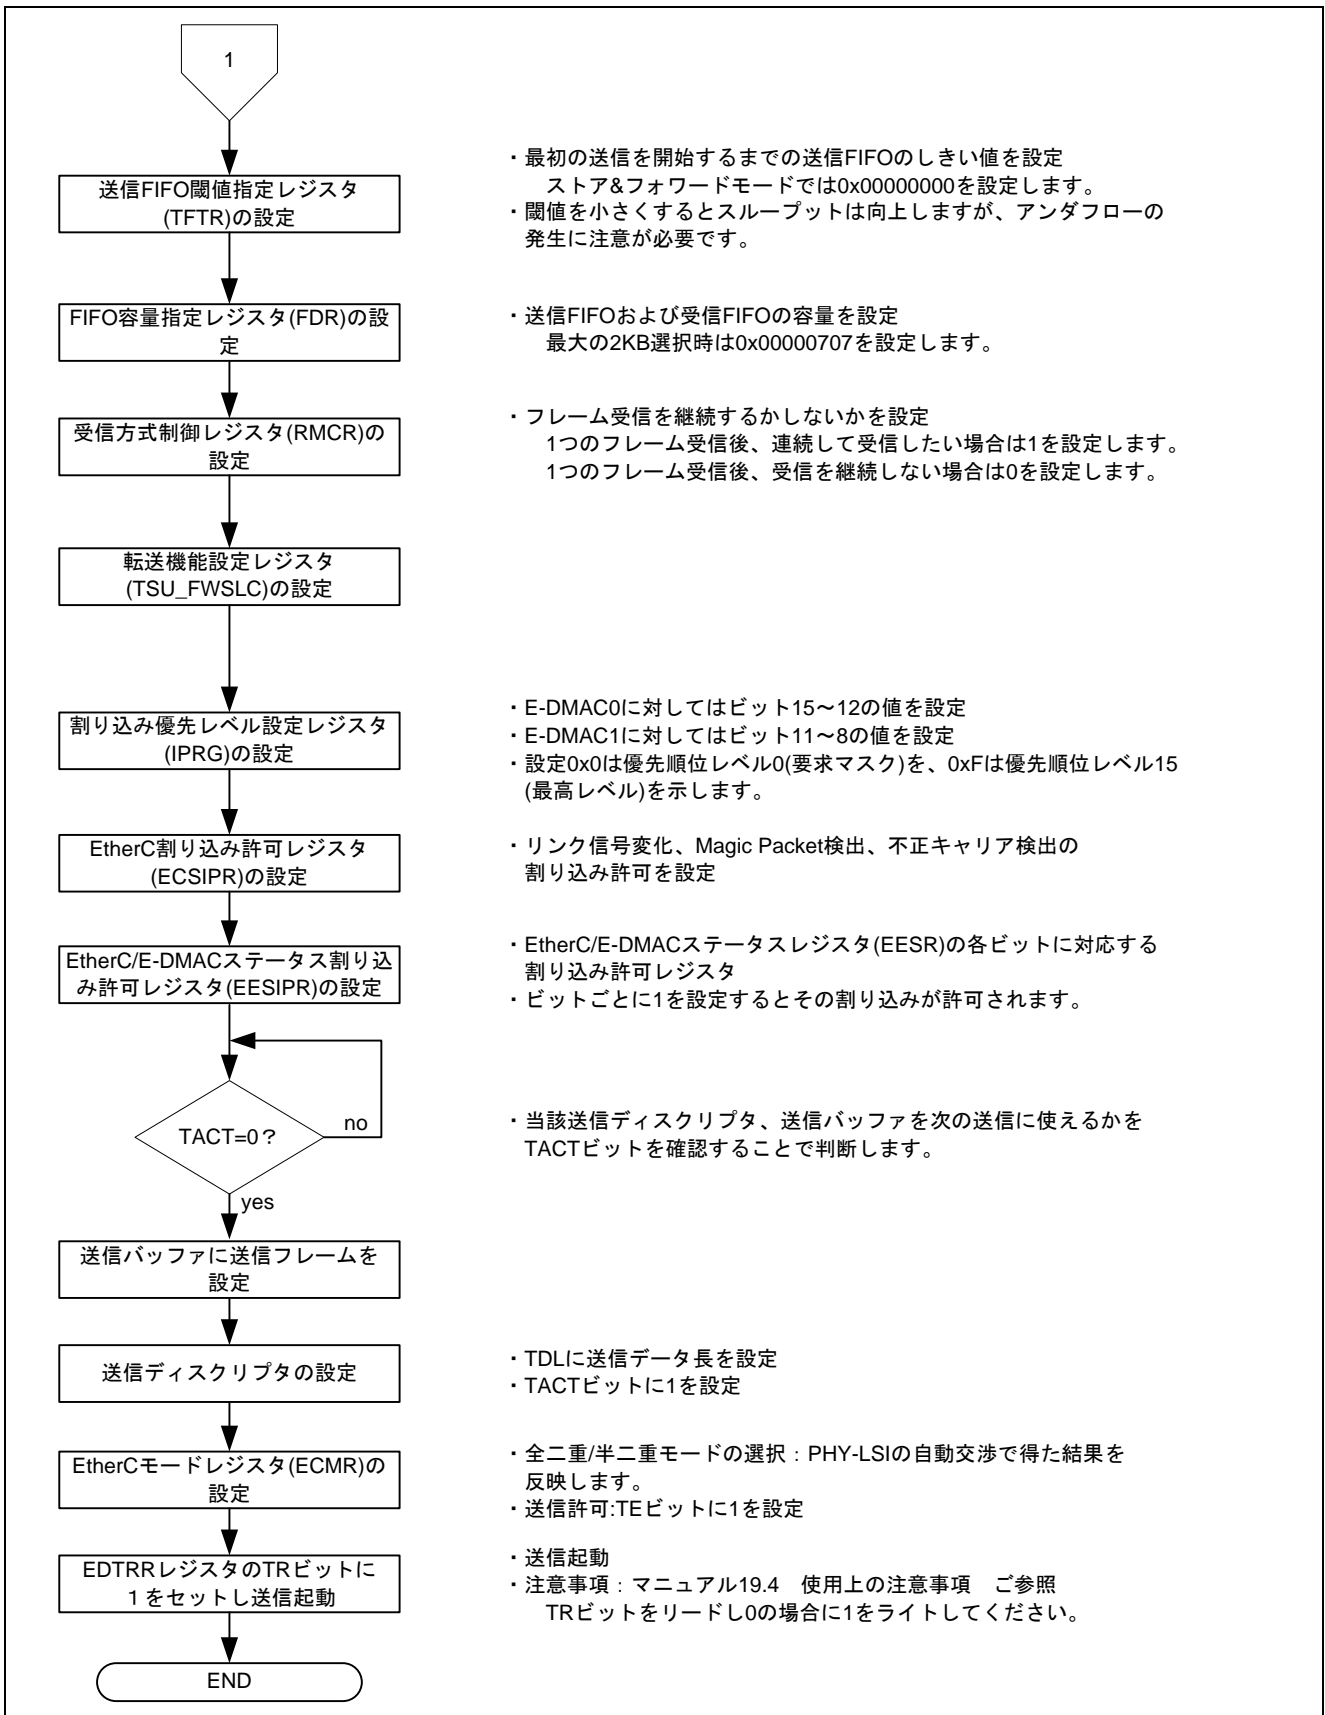 1
送信FIFO閾値指定レジスタ
(TFTR)の設定
・最初の送信を開始するまでの送信FIFOのしきい値を設定
ストア&フォワードモードでは0x00000000を設定します。
・閾値を小さくするとスループットは向上しますが、アンダフローの
発生に注意が必要です。
FIFO容量指定レジスタ(FDR)の設
定
・送信FIFOおよび受信FIFOの容量を設定
最大の2KB選択時は0x00000707を設定します。
受信方式制御レジスタ(RMCR)の
設定
・フレーム受信を継続するかしないかを設定
1つのフレーム受信後、連続して受信したい場合は1を設定します。
1つのフレーム受信後、受信を継続しない場合は0を設定します。
転送機能設定レジスタ
(TSU_FWSLC)の設定
割り込み優先レベル設定レジスタ
(IPRG)の設定
・E-DMAC0に対してはビット15～12の値を設定
・E-DMAC1に対してはビット11～8の値を設定
・設定0x0は優先順位レベル0(要求マスク)を、0xFは優先順位レベル15
(最高レベル)を示します。
EtherC割り込み許可レジスタ
(ECSIPR)の設定
・リンク信号変化、Magic Packet検出、不正キャリア検出の
割り込み許可を設定
EtherC/E-DMACステータス割り込
み許可レジスタ(EESIPR)の設定
・EtherC/E-DMACステータスレジスタ(EESR)の各ビットに対応する
割り込み許可レジスタ
・ビットごとに1を設定するとその割り込みが許可されます。
TACT=0？
no
yes
・当該送信ディスクリプタ、送信バッファを次の送信に使えるかを
TACTビットを確認することで判断します。
送信バッファに送信フレームを
設定
送信ディスクリプタの設定
・TDLに送信データ長を設定
・TACTビットに1を設定
EtherCモードレジスタ(ECMR)の
設定
・全二重/半二重モードの選択：PHY-LSIの自動交渉で得た結果を
反映します。
・送信許可:TEビットに1を設定
EDTRRレジスタのTRビットに
１をセットし送信起動
・送信起動
・注意事項：マニュアル19.4　使用上の注意事項　ご参照
TRビットをリードし0の場合に1をライトしてください。
END